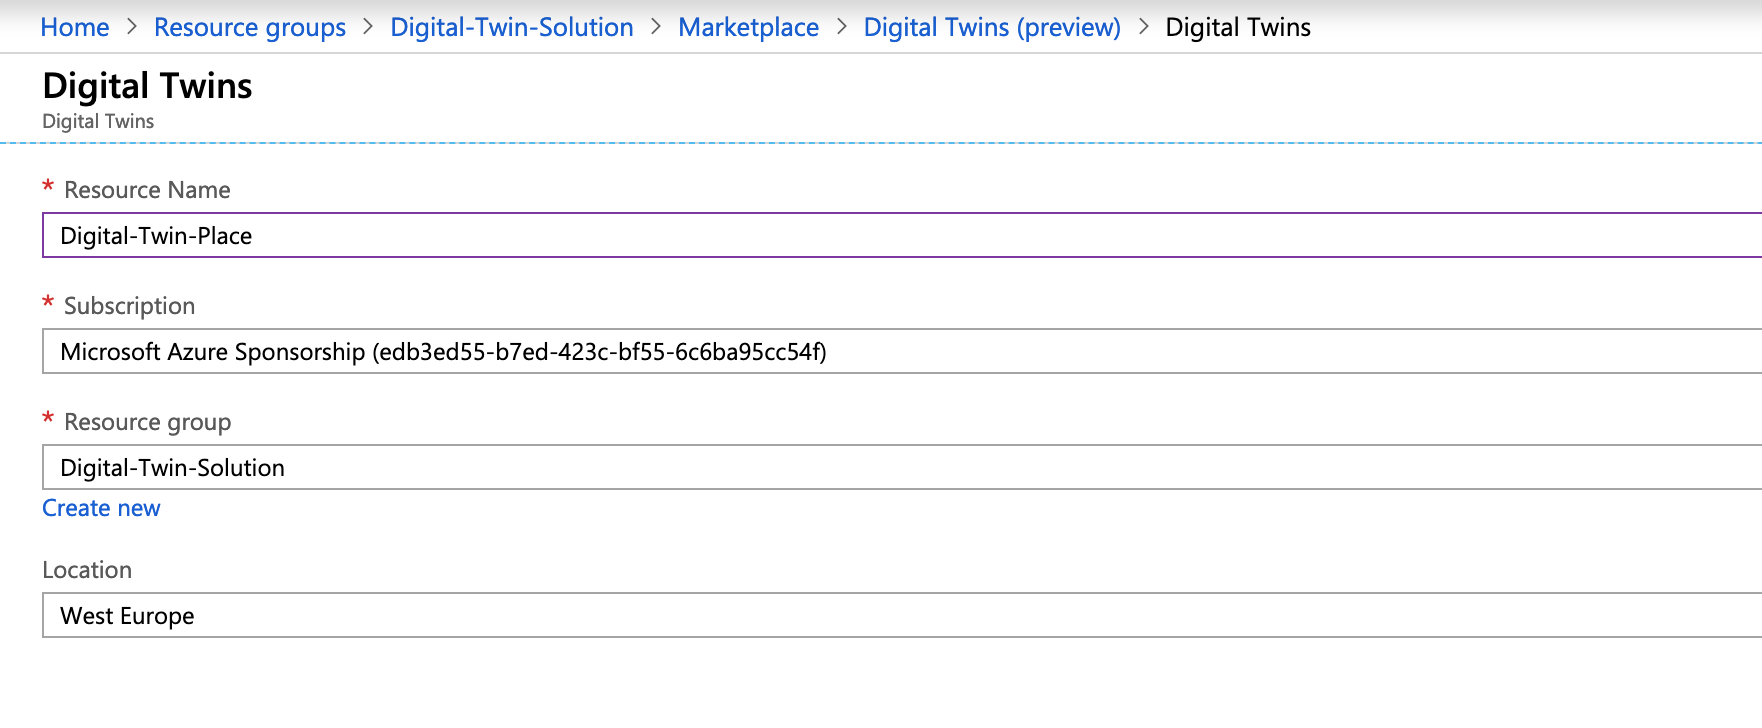 Home > Resource groups > Digital-Twin-Solution > Marketplace > Digital Twins (preview) > Digital Twins
Digital Twins
Digital Twins
* Resource Name
Digital-Twin-Place
* Subscription
Microsoft Azure Sponsorship (edb3ed55-b7ed-423c-bf55-6c6ba95cc54f)
* Resource group
Digital-Twin-Solution
Create new
Location
West Europe